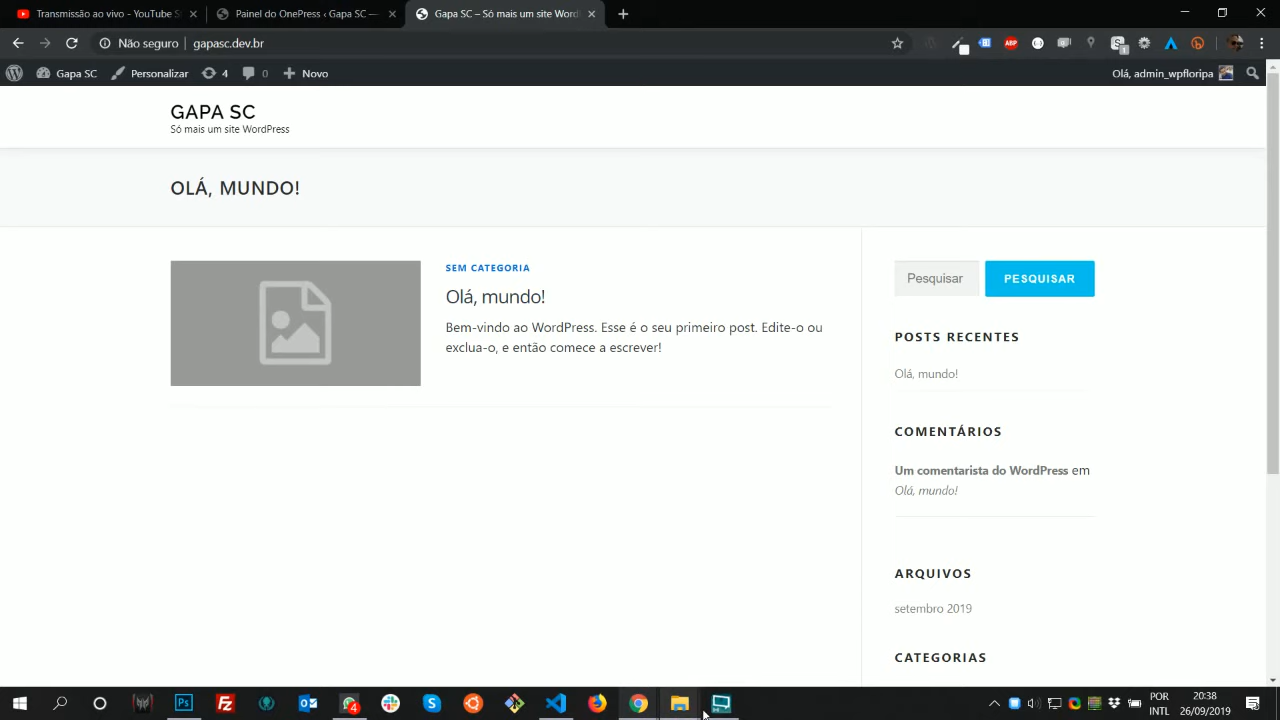 Transmissão ao vivo - YouTube S
Painel do OnePress ‹ Gapa SC —
Gapa SC – Só mais um site Word
Não seguro | gapasc.dev.br
ABP
1
Gapa SC
Personalizar
4
0
Novo
Olá, admin_wpfloripa
GAPA SC
Só mais um site WordPress
OLÁ, MUNDO!
SEM CATEGORIA
Olá, mundo!
Bem-vindo ao WordPress. Esse é o seu primeiro post. Edite-o ou
exclua-o, e então comece a escrever!
Pesquisar
PESQUISAR
POSTS RECENTES
Olá, mundo!
COMENTÁRIOS
Um comentarista do WordPress em
Olá, mundo!
ARQUIVOS
setembro 2019
CATEGORIAS
Ps
4
POR
INTL
20:38
26/09/2019